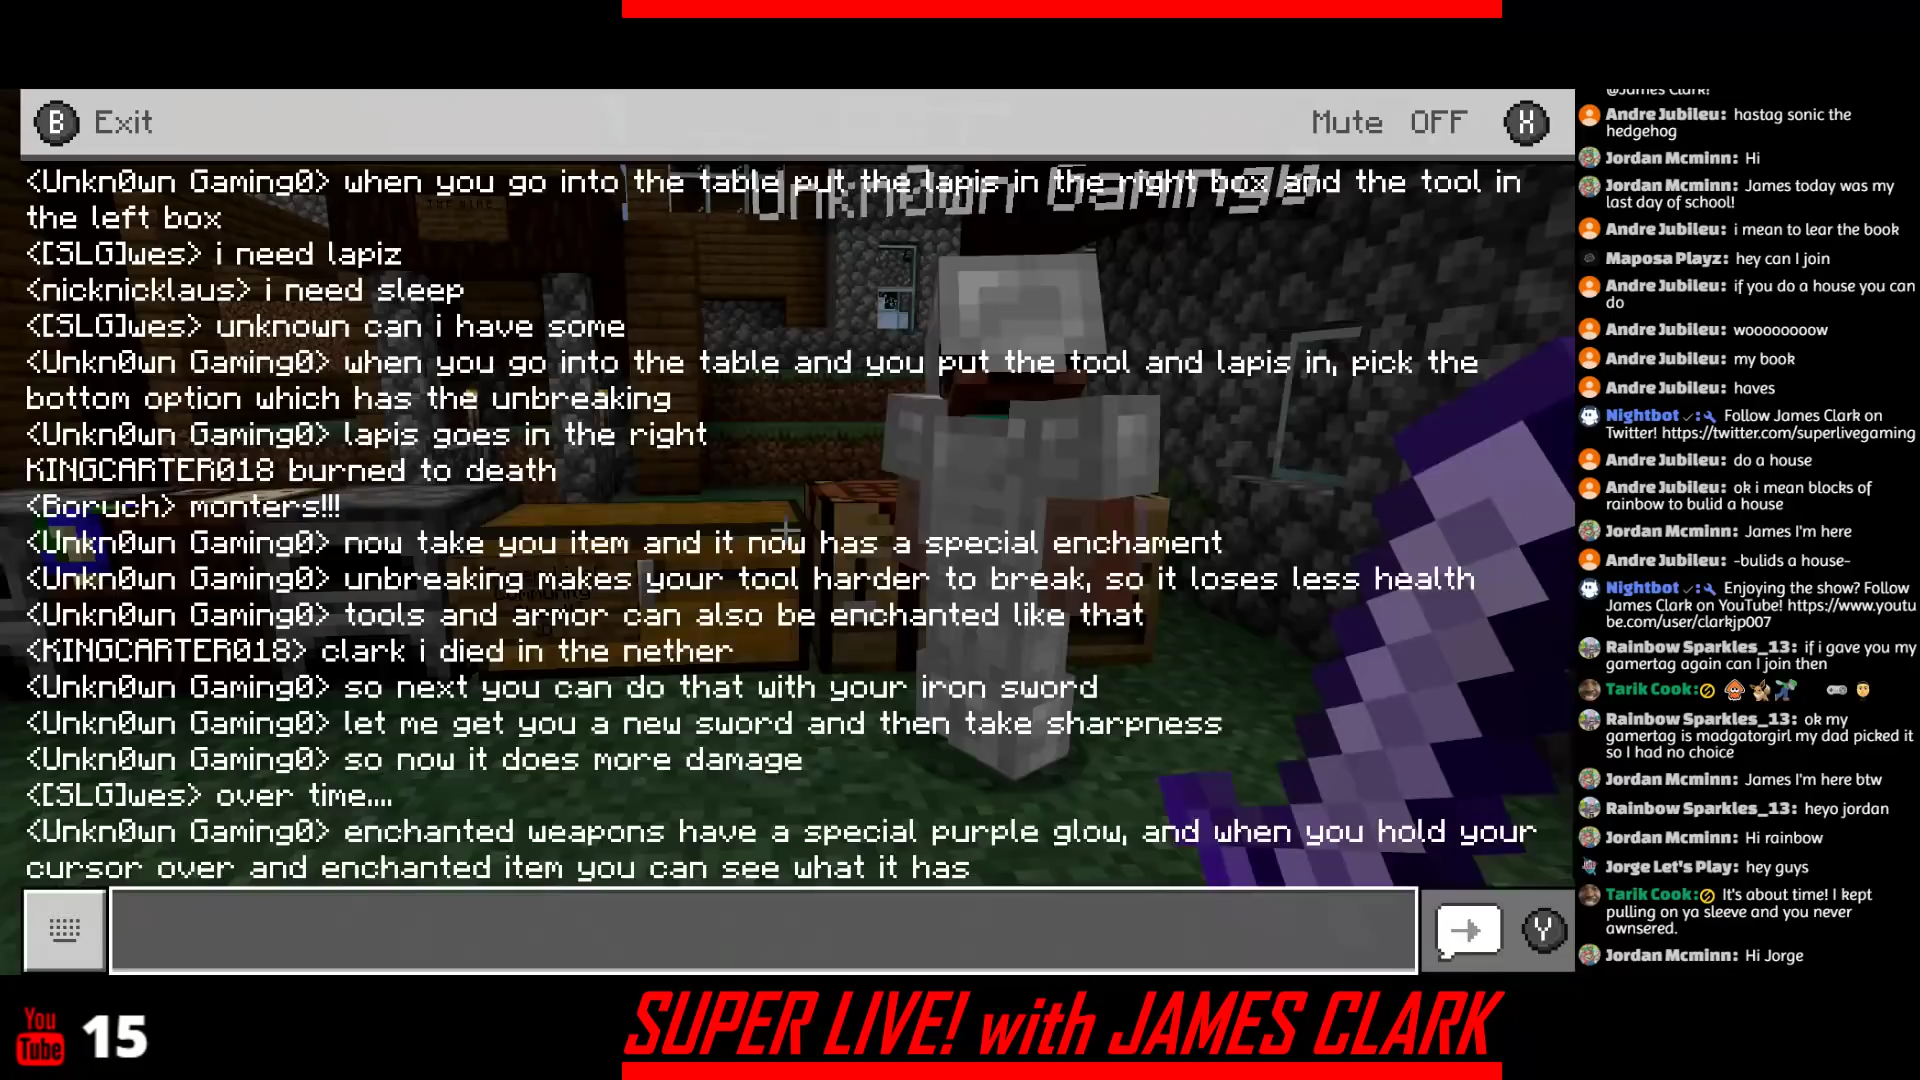 B Exit
Mute OFF X
<Unkn0wn Gaming0> when you go into the table put the lapis in the right box and the tool in
the left box
<[SLG]wes> i need lapiz
<nicknicklaus> i need sleep
<[SLG]wes> unknown can i have some
<Unkn0wn Gaming0> when you go into the table and you put the tool and lapis in, pick the
bottom option which has the unbreaking
<Unkn0wn Gaming0> lapis goes in the right
KINGCARTER018 burned to death
<Boruch> monters!!!
<Unkn0wn Gaming0> now take you item and it now has a special enchament
<Unkn0wn Gaming0> unbreaking makes your tool harder to break, so it loses less health
<Unkn0wn Gaming0> tools and armor can also be enchanted like that
<KINGCARTER018> clark i died in the nether
<Unkn0wn Gaming0> so next you can do that with your iron sword
<Unkn0wn Gaming0> let me get you a new sword and then take sharpness
<Unkn0wn Gaming0> so now it does more damage
<[SLG]wes> over time....
<Unkn0wn Gaming0> enchanted weapons have a special purple glow, and when you hold your
cursor over and enchanted item you can see what it has
Unkn0wn Gaming0
Community
Y
@James Clark!
Andre Jubileu: hastag sonic the
hedgehog
Jordan Mcminn: Hi
Jordan Mcminn: James today was my
last day of school!
Andre Jubileu: i mean to lear the book
Maposa Playz: hey can I join
Andre Jubileu: if you do a house you can
do
Andre Jubileu: woooooooow
Andre Jubileu: my book
Andre Jubileu: haves
Nightbot: Follow James Clark on
Twitter! https://twitter.com/superlivegaming
Andre Jubileu: do a house
Andre Jubileu: ok i mean blocks of
rainbow to bulid a house
Jordan Mcminn: James I'm here
Andre Jubileu: -bulids a house-
Nightbot: Enjoying the show? Follow
James Clark on YouTube! https://www.youtu
be.com/user/clarkjp007
Rainbow Sparkles_13: if i gave you my
gamertag again can I join then
Tarik Cook:
Rainbow Sparkles_13: ok my
gamertag is madgatorgirl my dad picked it
so I had no choice
Jordan Mcminn: James I'm here btw
Rainbow Sparkles_13: heyo jordan
Jordan Mcminn: Hi rainbow
Jorge Let's Play: hey guys
Tarik Cook: It's about time! I kept
pulling on ya sleeve and you never
awnsered.
Jordan Mcminn: Hi Jorge
You
Tube 15
SUPER LIVE! with JAMES CLARK